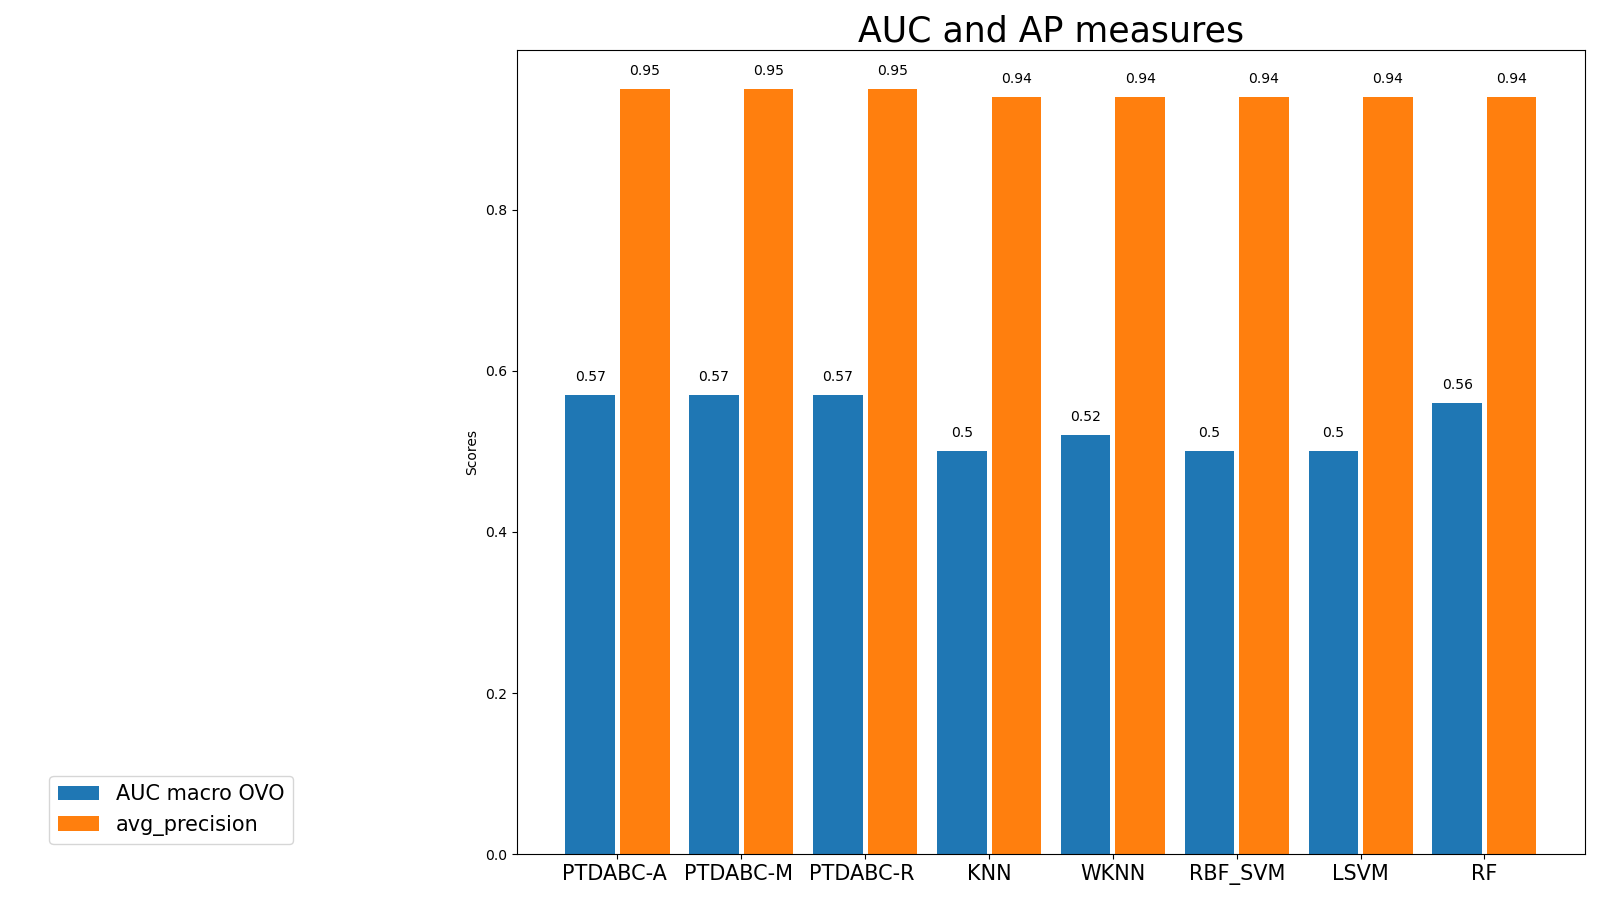 AUC and AP measures
0.95 0.95 0.95 0.94 0.94 0.94 0.94 0.94
0.8
0.6
0.57 0.57 0.57 0.5 0.52 0.5 0.5 0.56
Scores
0.4
0.2
0.0
PTDABC-A PTDABC-M PTDABC-R KNN WKNN RBF_SVM LSVM RF
AUC macro OVO
avg_precision